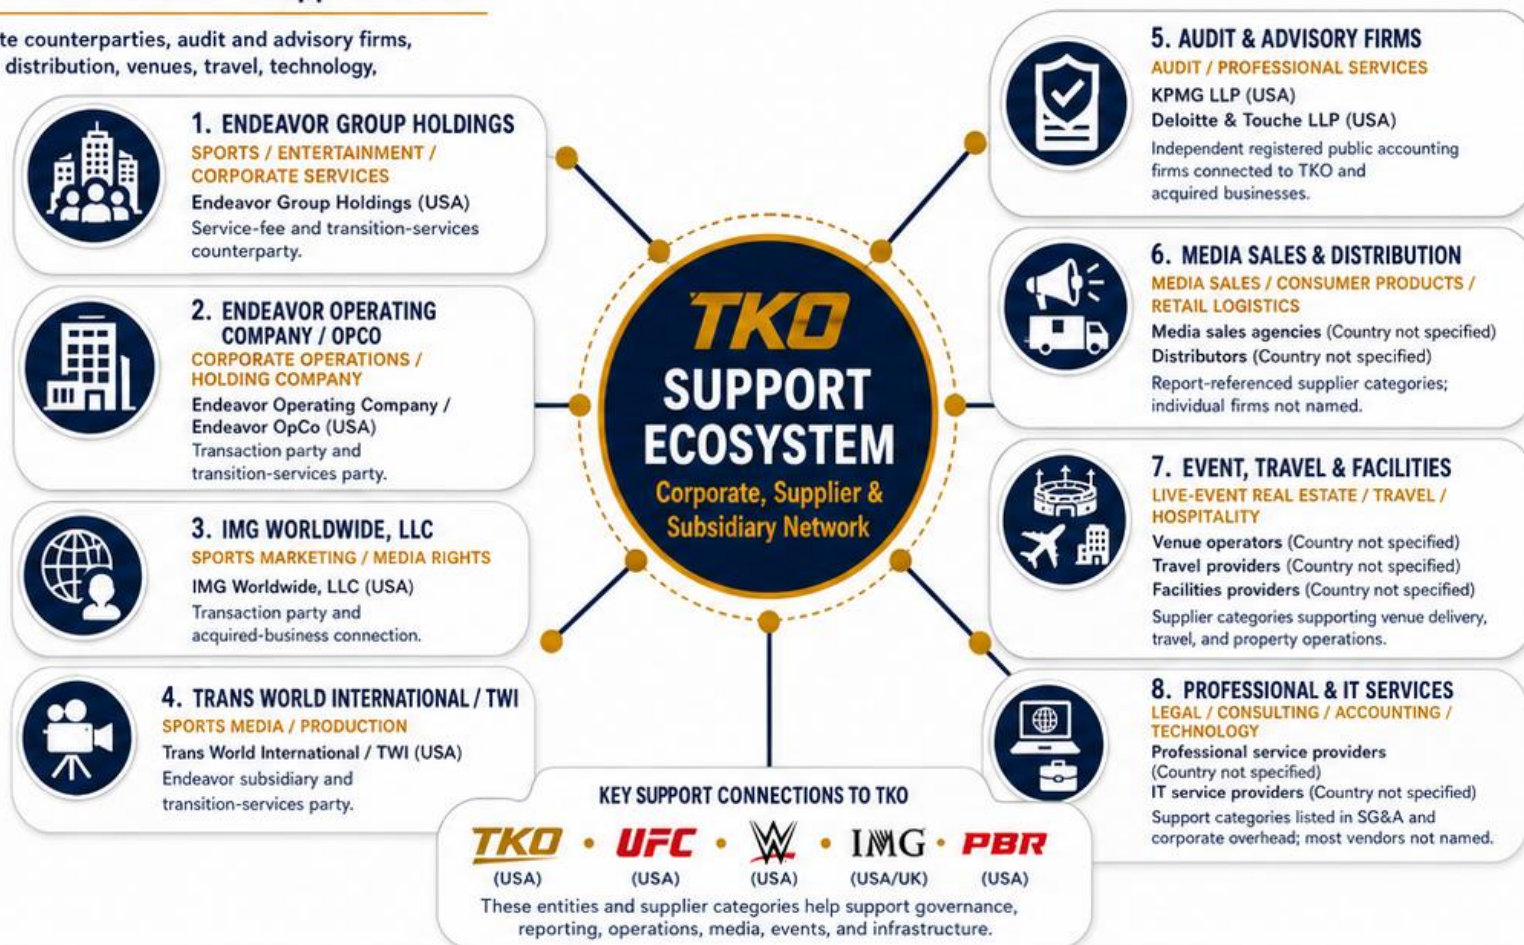 te counterparties, audit and advisory firms,
distribution, venues, travel, technology,
1. ENDEAVOR GROUP HOLDINGS
SPORTS / ENTERTAINMENT /
CORPORATE SERVICES
Endeavor Group Holdings (USA)
Service-fee and transition-services
counterparty.
2. ENDEAVOR OPERATING
COMPANY / OPCO
CORPORATE OPERATIONS /
HOLDING COMPANY
Endeavor Operating Company /
Endeavor OpCo (USA)
Transaction party and
transition-services party.
3. IMG WORLDWIDE, LLC
SPORTS MARKETING / MEDIA RIGHTS
IMG Worldwide, LLC (USA)
Transaction party and
acquired-business connection.
4. TRANS WORLD INTERNATIONAL / TWI
SPORTS MEDIA / PRODUCTION
Trans World International / TWI (USA)
Endeavor subsidiary and
transition-services party.
TKO
SUPPORT
ECOSYSTEM
Corporate, Supplier &
Subsidiary Network
5. AUDIT & ADVISORY FIRMS
AUDIT / PROFESSIONAL SERVICES
KPMG LLP (USA)
Deloitte & Touche LLP (USA)
Independent registered public accounting
firms connected to TKO and
acquired businesses.
6. MEDIA SALES & DISTRIBUTION
MEDIA SALES / CONSUMER PRODUCTS /
RETAIL LOGISTICS
Media sales agencies (Country not specified)
Distributors (Country not specified)
Report-referenced supplier categories;
individual firms not named.
7. EVENT, TRAVEL & FACILITIES
LIVE-EVENT REAL ESTATE / TRAVEL /
HOSPITALITY
Venue operators (Country not specified)
Travel providers (Country not specified)
Facilities providers (Country not specified)
Supplier categories supporting venue delivery,
travel, and property operations.
8. PROFESSIONAL & IT SERVICES
LEGAL / CONSULTING / ACCOUNTING /
TECHNOLOGY
Professional service providers
(Country not specified)
IT service providers (Country not specified)
Support categories listed in SG&A and
corporate overhead; most vendors not named.
KEY SUPPORT CONNECTIONS TO TKO
TKO • UFC • W • IMG • PBR
(USA) (USA) (USA) (USA/UK) (USA)
These entities and supplier categories help support governance,
reporting, operations, media, events, and infrastructure.